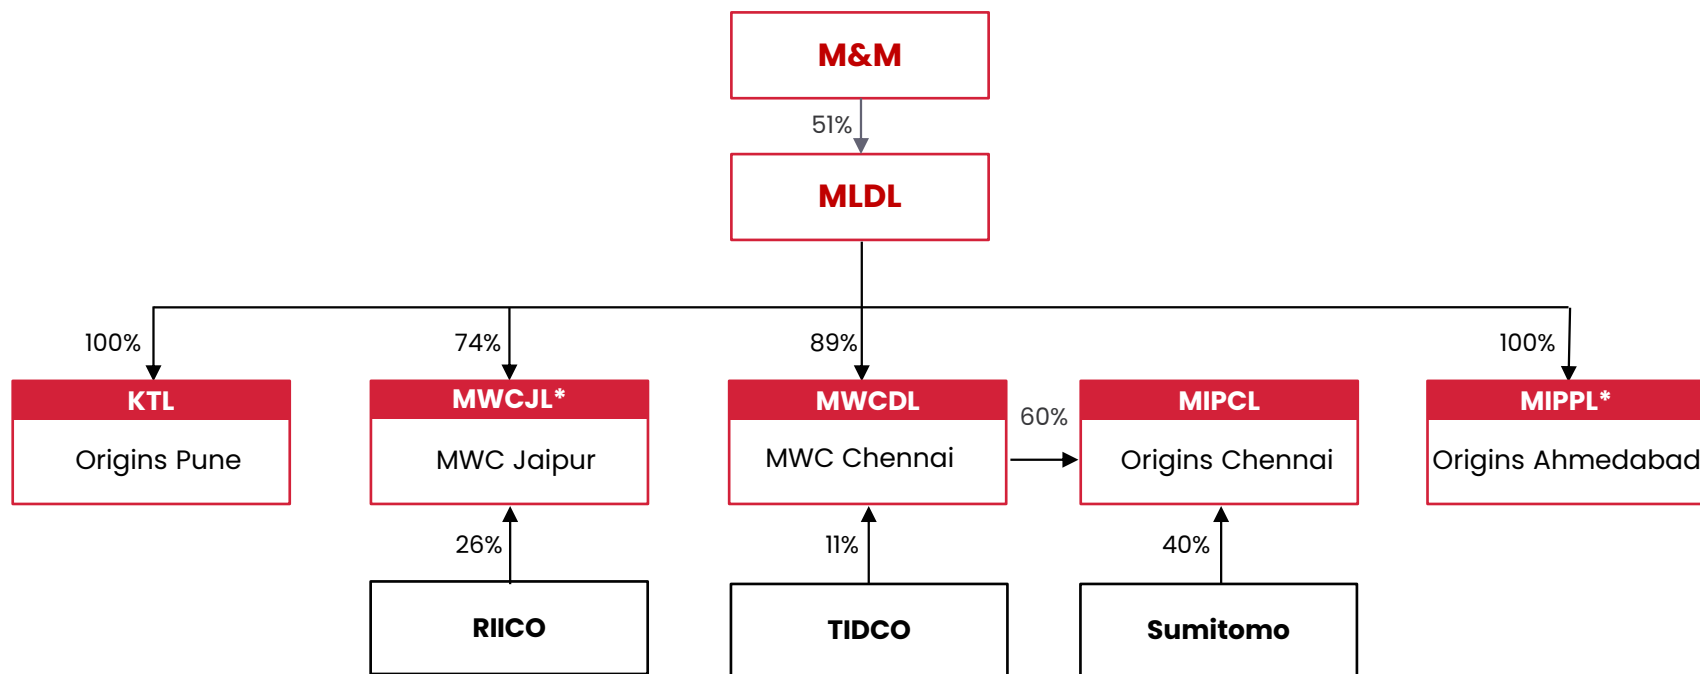 M&M
51%
MLDL
100%
74%
89%
100%
KTL
MWCJL*
MWCDL
MIPCL
MIPPL*
60%
Origins Pune
MWC Jaipur
MWC Chennai
Origins Chennai
Origins Ahmedabad
26%
11%
40%
RIICO
TIDCO
Sumitomo